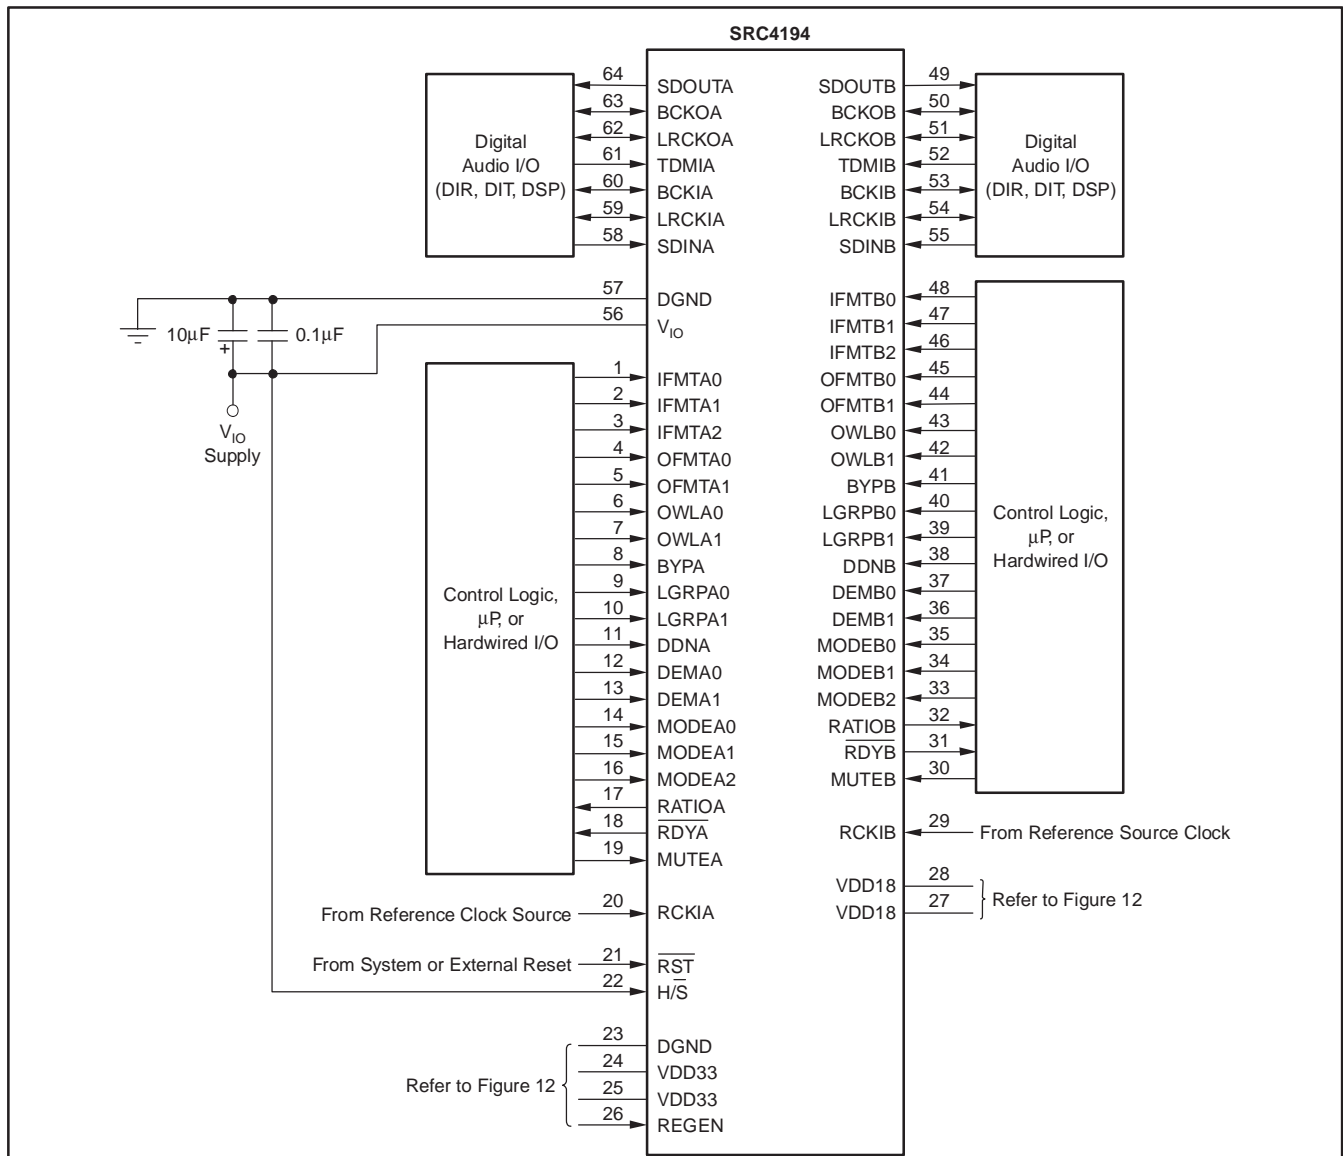 SRC4194
64 SDOUTA SDOUTB 49
63 BCKOA BCKOB 50
62 LRCKOA LRCKOB 51
61 TDMIA TDMIB 52
60 BCKIA BCKIB 53
59 LRCKIA LRCKIB 54
58 SDINA SDINB 55
Digital
Audio I/O
(DIR, DIT, DSP)
Digital
Audio I/O
(DIR, DIT, DSP)
57 DGND
56 VIO
10µF
+
0.1µF
VIO
Supply
1 IFMTA0
2 IFMTA1
3 IFMTA2
4 OFMTA0
5 OFMTA1
6 OWLA0
7 OWLA1
8 BYPA
9 LGRPA0
10 LGRPA1
11 DDNA
12 DEMA0
13 DEMA1
14 MODEA0
15 MODEA1
16 MODEA2
17 RATIOA
18 RDYA
19 MUTEA
Control Logic,
µP, or
Hardwired I/O
IFMTB0 48
IFMTB1 47
IFMTB2 46
OFMTB0 45
OFMTB1 44
OWLB0 43
OWLB1 42
BYPB 41
LGRPB0 40
LGRPB1 39
DDNB 38
DEMB0 37
DEMB1 36
MODEB0 35
MODEB1 34
MODEB2 33
RATIOB 32
RDYB 31
MUTEB 30
Control Logic,
µP, or
Hardwired I/O
RCKIB 29 From Reference Source Clock
VDD18 28
VDD18 27
Refer to Figure 12
From Reference Clock Source 20 RCKIA
From System or External Reset 21 RST
22 H/S
23 DGND
24 VDD33
25 VDD33
26 REGEN
Refer to Figure 12